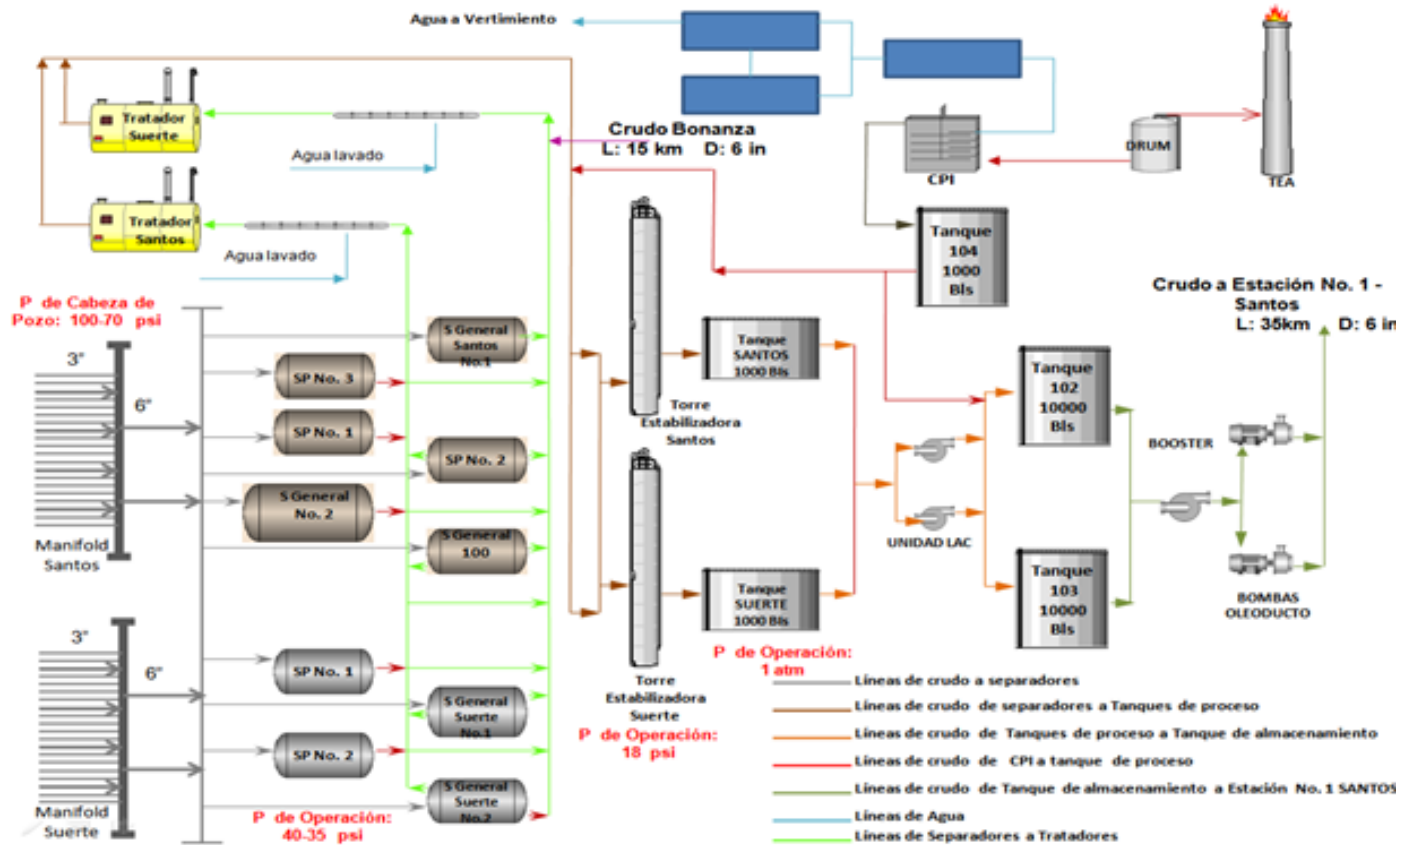 Agua a Vertimiento
Tratador
Suerte
Agua lavado
Crudo Bonanza
L: 15 km D: 6 in
CPI
DRUM
TEA
Tratador
Santos
Agua lavado
Tanque
104
1000
Bls
P de Cabeza de
Pozo: 100-70 psi
Crudo a Estación No. 1 -
Santos
L: 35km D: 6 in
3"
6"
S General
Santos
No.1
SP No. 3
SP No. 1
SP No. 2
S General
No. 2
S General
100
Manifold
Santos
Torre
Estabilizadora
Santos
Tanque
SANTOS
1000 Bls
Tanque
102
10000
Bls
BOOSTER
UNIDAD LAC
Tanque
103
10000
Bls
BOMBAS
OLEODUCTO
Tanque
SUERTE
1000 Bls
3"
6"
SP No. 1
S General
Suerte
No.1
SP No. 2
S General
Suerte
No.2
Manifold
Suerte
P de Operación:
40-35 psi
Torre
Estabilizadora
Suerte
P de Operación:
18 psi
P de Operación:
1 atm
Líneas de crudo a separadores
Líneas de crudo de separadores a Tanques de proceso
Líneas de crudo de Tanques de proceso a Tanque de almacenamiento
Líneas de crudo de CPI a tanque de proceso
Líneas de crudo de Tanque de almacenamiento a Estación No. 1 SANTOS
Líneas de Agua
Líneas de Separadores a Tratadores